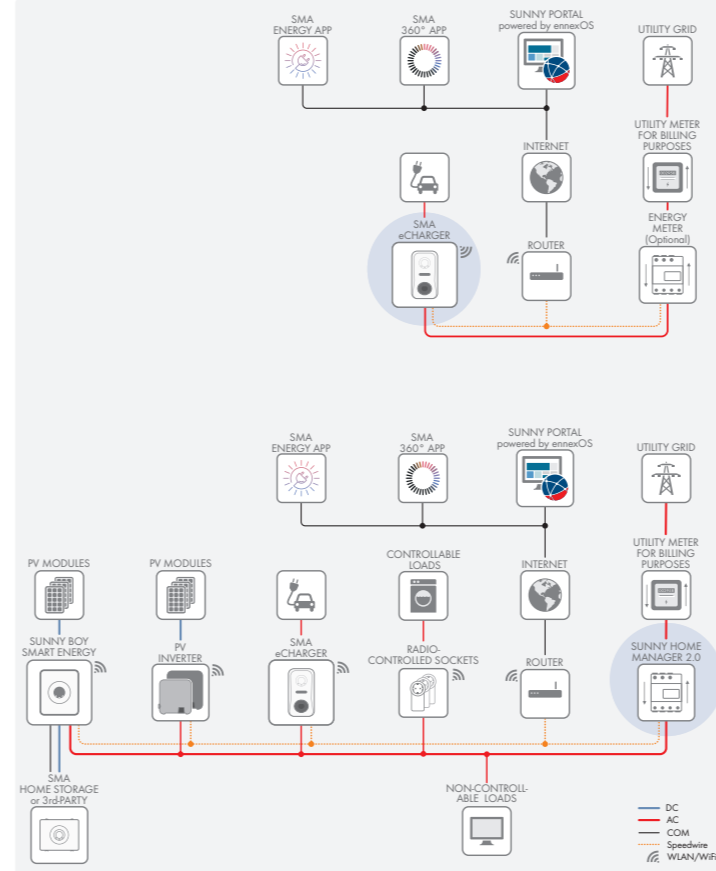 SMA
ENERGY APP
SMA
360° APP
SUNNY PORTAL
powered by ennexOS
UTILITY GRID
UTILITY METER
FOR BILLING
PURPOSES
INTERNET
SMA
eCHARGER
ROUTER
ENERGY
METER
(Optional)
SMA
ENERGY APP
SMA
360° APP
SUNNY PORTAL
powered by ennexOS
UTILITY GRID
PV MODULES
PV MODULES
CONTROLLABLE
LOADS
INTERNET
UTILITY METER
FOR BILLING
PURPOSES
SUNNY BOY
SMART ENERGY
PV
INVERTER
SMA
eCHARGER
RADIO-
CONTROLLED SOCKETS
ROUTER
SUNNY HOME
MANAGER 2.0
SMA
HOME STORAGE
or 3rd-PARTY
NON-CONTROLL-
ABLE LOADS
DC
AC
COM
Speedwire
WLAN/WiFi